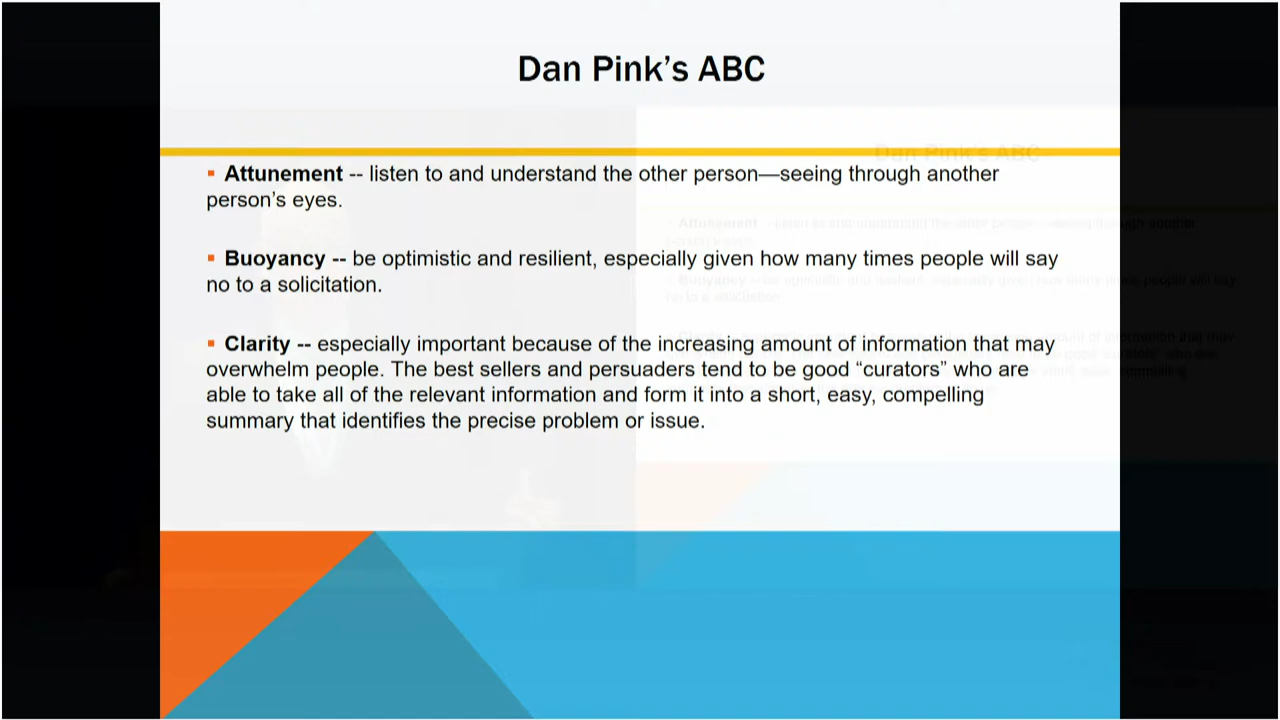 Dan Pink’s ABC
▪ Attunement -- listen to and understand the other person—seeing through another
person’s eyes.
▪ Buoyancy -- be optimistic and resilient, especially given how many times people will say
no to a solicitation.
▪ Clarity -- especially important because of the increasing amount of information that may
overwhelm people. The best sellers and persuaders tend to be good “curators” who are
able to take all of the relevant information and form it into a short, easy, compelling
summary that identifies the precise problem or issue.